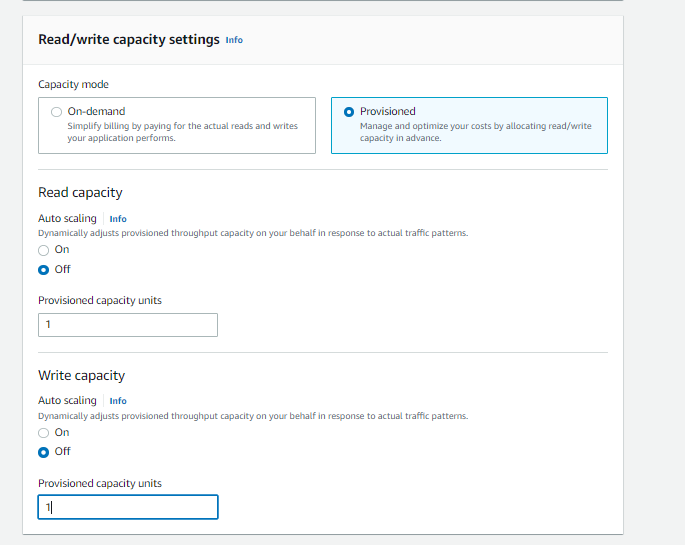 Read/write capacity settings Info
Capacity mode
On-demand
Simplify billing by paying for the actual reads and writes
your application performs.
Provisioned
Manage and optimize your costs by allocating read/write
capacity in advance.
Read capacity
Auto scaling Info
Dynamically adjusts provisioned throughput capacity on your behalf in response to actual traffic patterns.
On
Off
Provisioned capacity units
1
Write capacity
Auto scaling Info
Dynamically adjusts provisioned throughput capacity on your behalf in response to actual traffic patterns.
On
Off
Provisioned capacity units
1